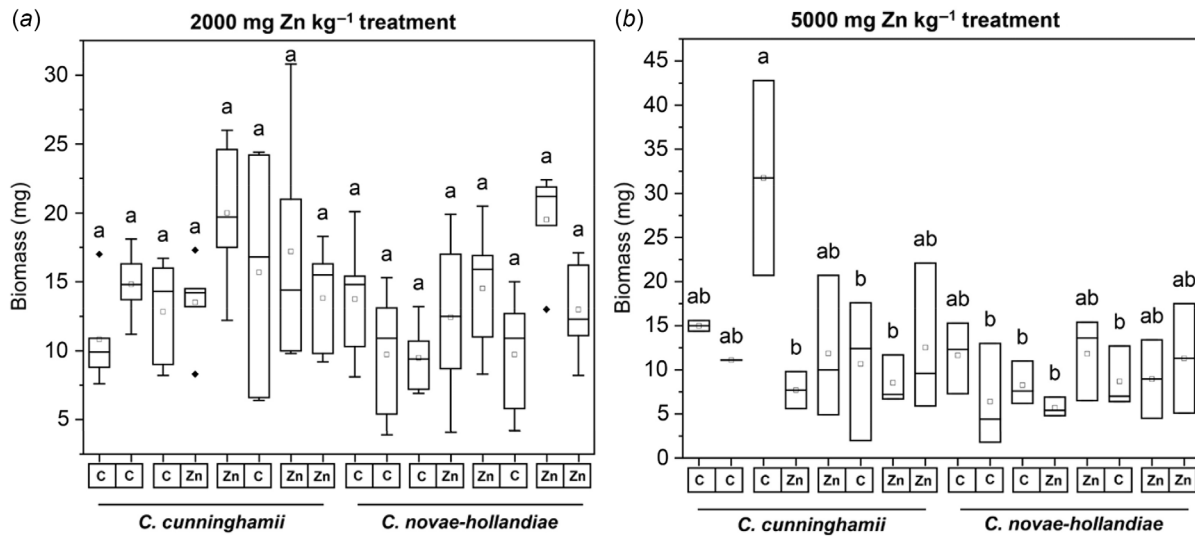 (a) 2000 mg Zn kg⁻¹ treatment
30
25
20
15
10
5
Biomass (mg)
a a a a a a a a a a a a a a a a
C C C Zn Zn C Zn Zn C C C Zn Zn C Zn Zn
C. cunninghamii C. novae-hollandiae
(b) 5000 mg Zn kg⁻¹ treatment
45
40
35
30
25
20
15
10
5
0
Biomass (mg)
ab ab a b ab b b ab ab b b b ab b ab ab
C C C Zn Zn C Zn Zn C C C Zn Zn C Zn Zn
C. cunninghamii C. novae-hollandiae